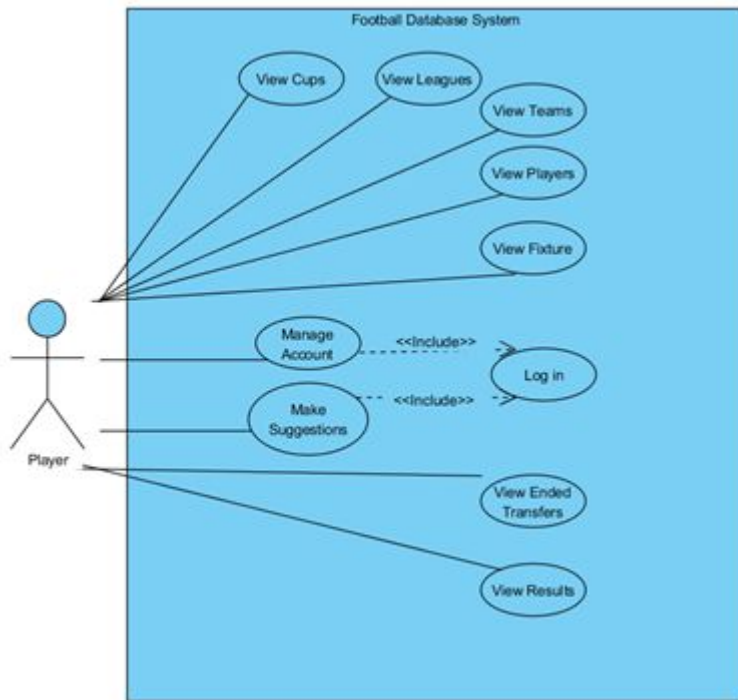 Football Database System
View Cups
View Leagues
View Teams
View Players
View Fixture
Manage
Account
<<Include>>
Log in
Make
Suggestions
<<Include>>
Player
View Ended
Transfers
View Results